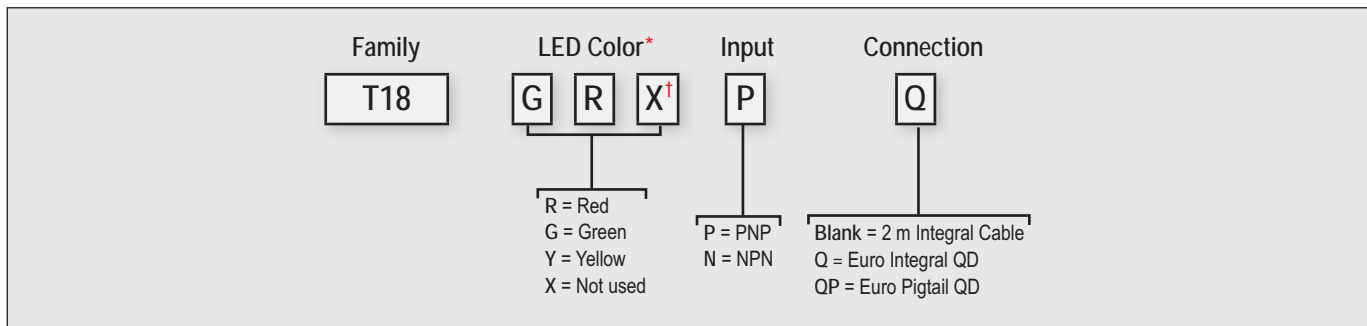 Family LED Color* Input Connection
T18 G R X† P Q
R = Red
G = Green
Y = Yellow
X = Not used
P = PNP
N = NPN
Blank = 2 m Integral Cable
Q = Euro Integral QD
QP = Euro Pigtail QD